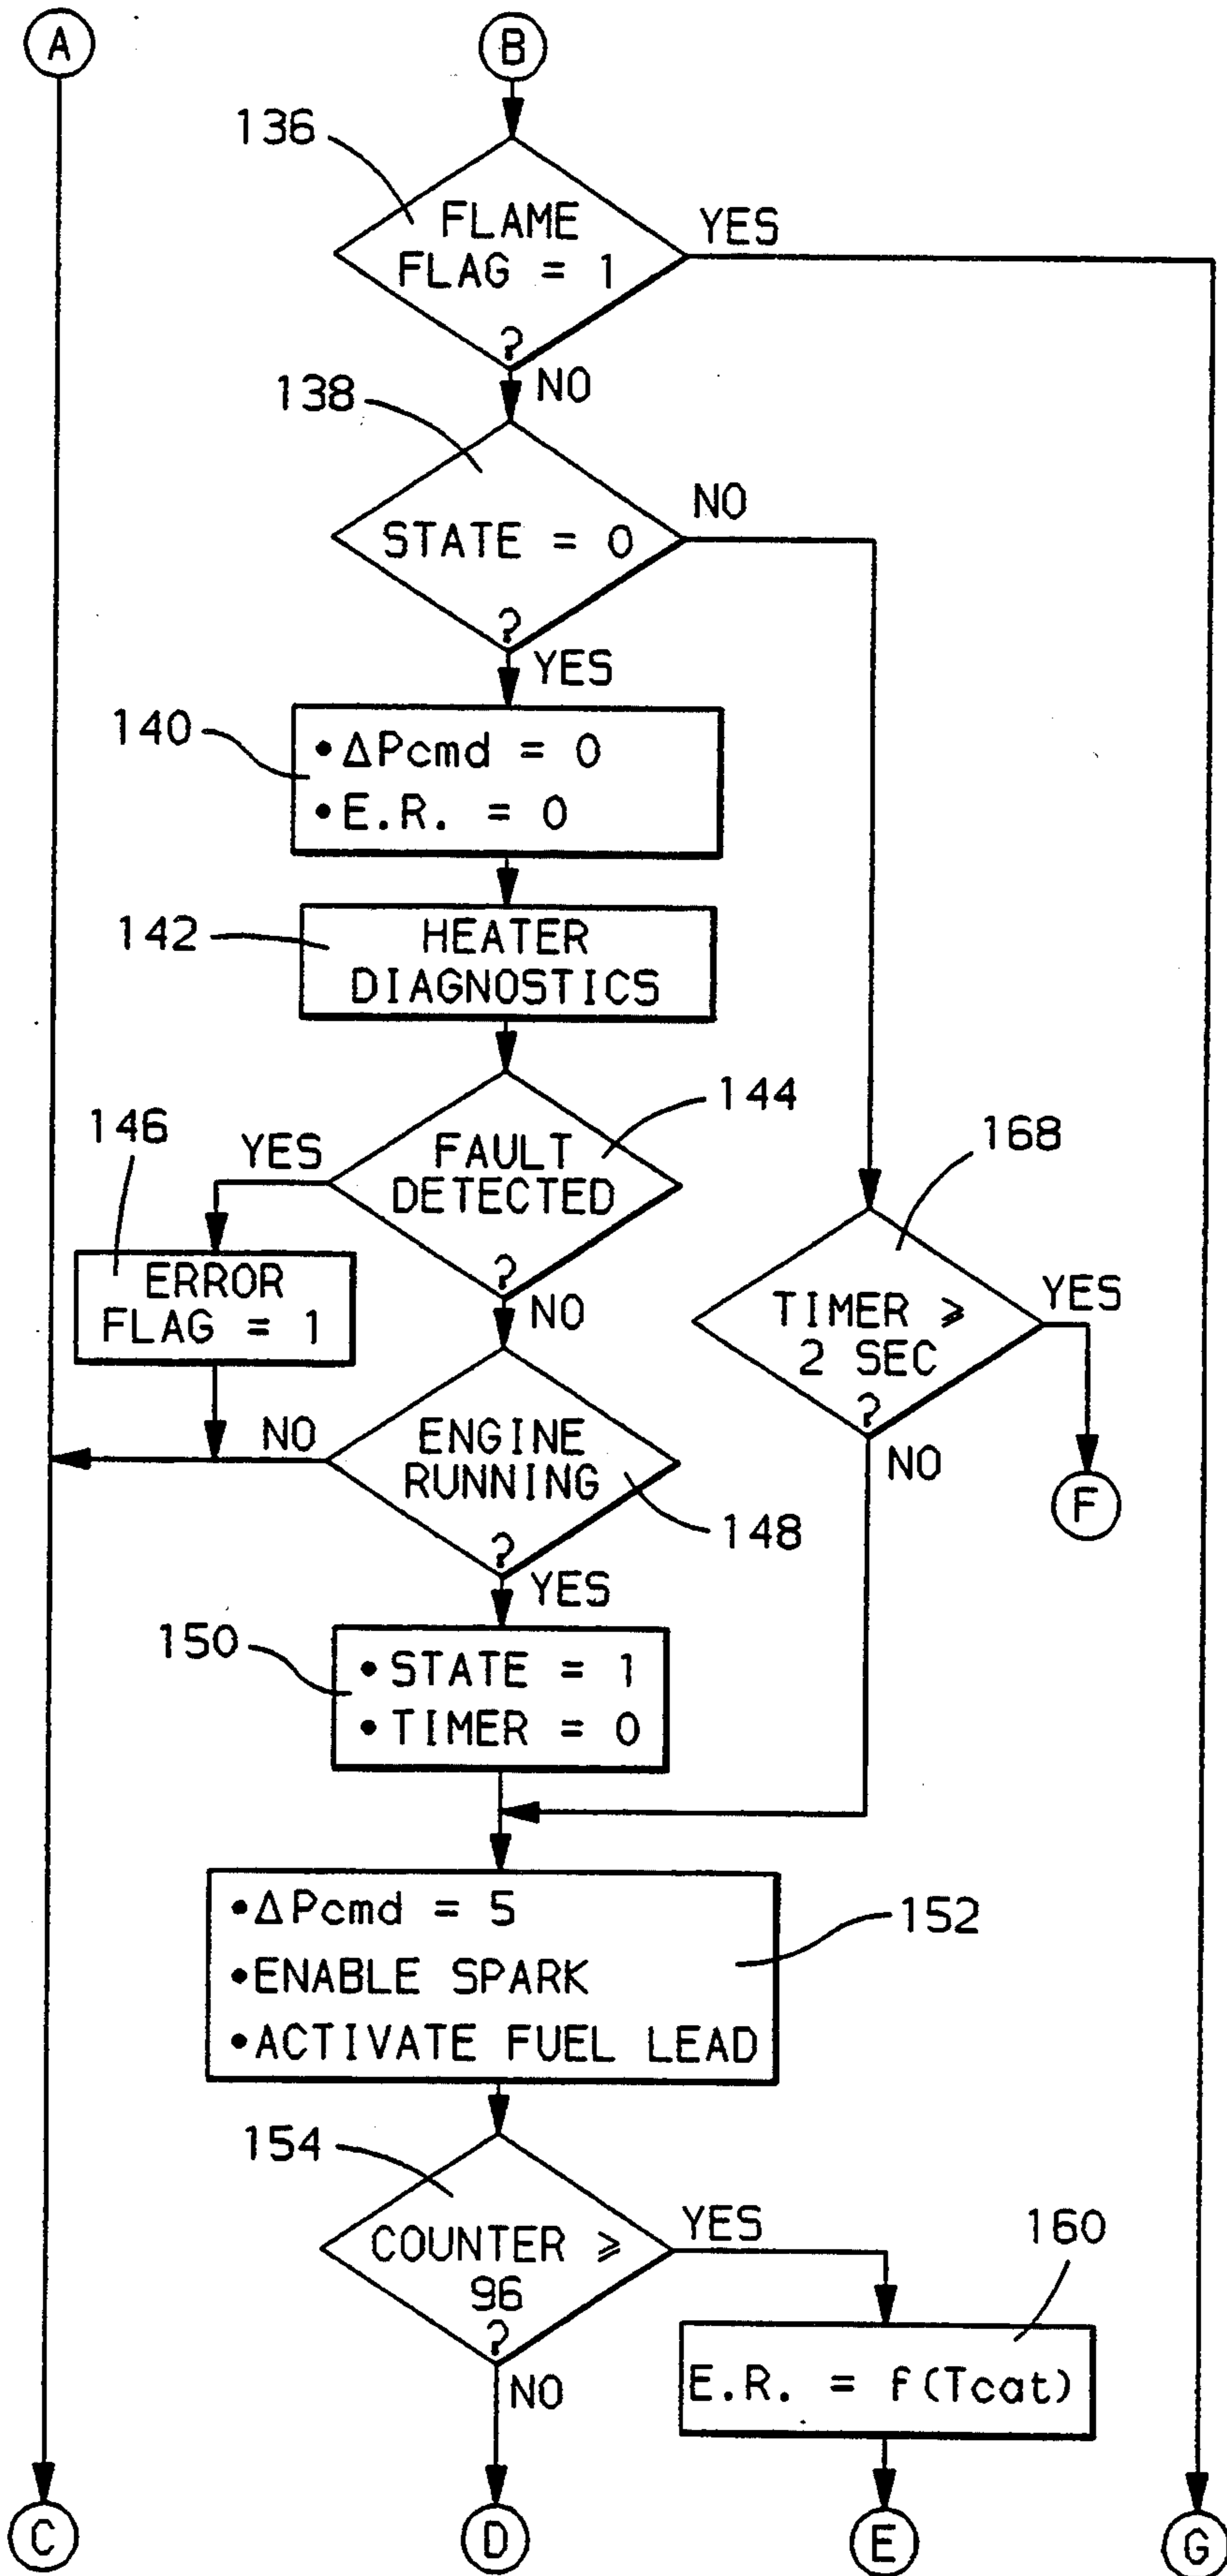 A
B
136
FLAME
FLAG = 1
?
YES
NO
138
STATE = 0
?
NO
YES
140
• ΔPcmd = 0
• E.R. = 0
142
HEATER
DIAGNOSTICS
144
146
YES
FAULT
DETECTED
?
NO
168
ERROR
FLAG = 1
TIMER ⩾
2 SEC
?
YES
NO
F
NO
ENGINE
RUNNING
?
148
YES
150
• STATE = 1
• TIMER = 0
• ΔPcmd = 5
• ENABLE SPARK
• ACTIVATE FUEL LEAD
152
154
COUNTER ⩾
96
?
YES
NO
160
E.R. = f(Tcat)
C
D
E
G